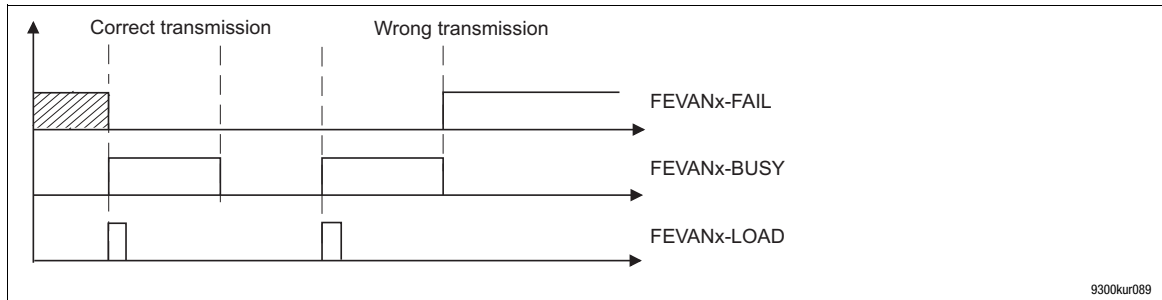 Correct transmission
Wrong transmission
FEVANx-FAIL
FEVANx-BUSY
FEVANx-LOAD
9300kur089